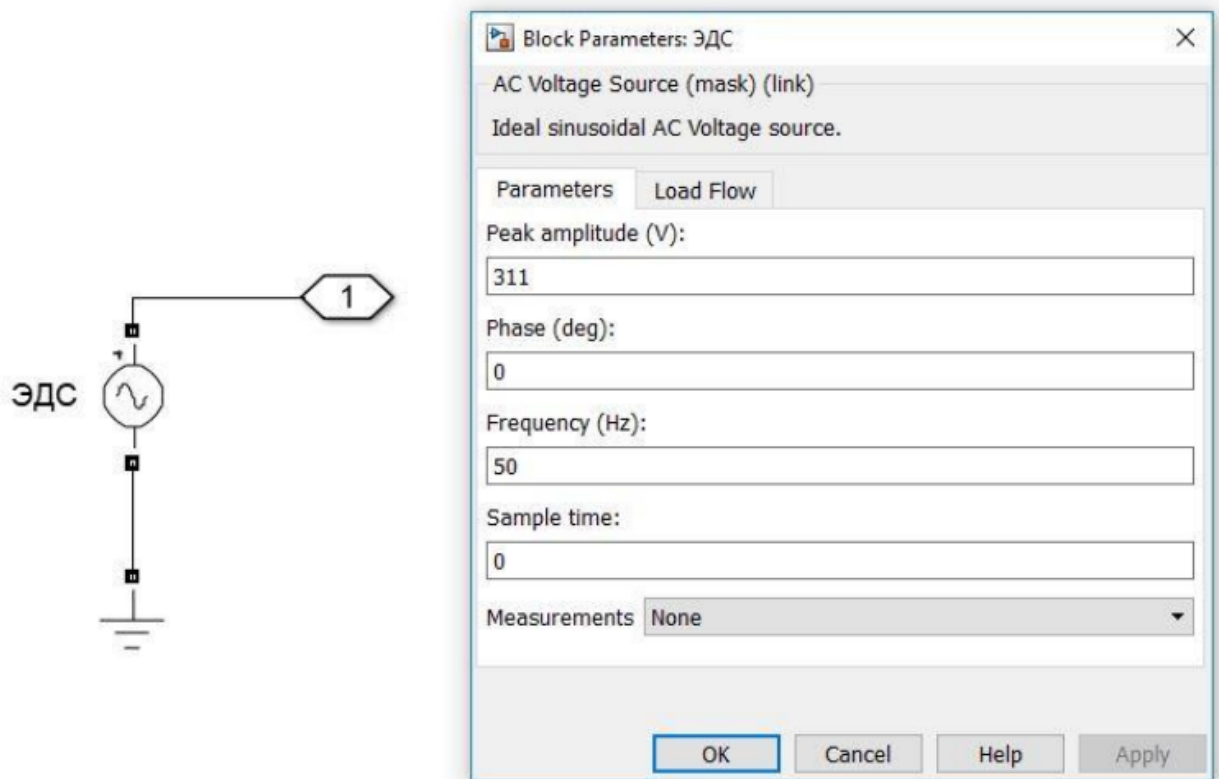 1
ЭДС
Block Parameters: ЭДС
AC Voltage Source (mask) (link)
Ideal sinusoidal AC Voltage source.
Parameters
Load Flow
Peak amplitude (V):
311
Phase (deg):
0
Frequency (Hz):
50
Sample time:
0
Measurements None
OK Cancel Help Apply